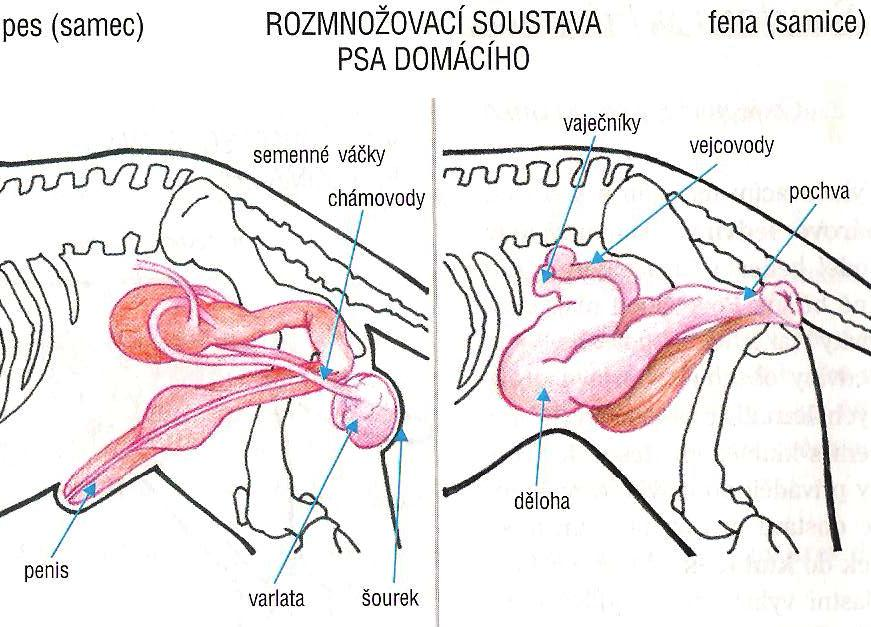 pes (samec)
ROZMNOŽOVACÍ SOUSTAVA
PSA DOMÁCÍHO
fena (samice)
semenné váčky
chámovody
penis
varlata
šourek
vaječníky
vejcovody
pochva
děloha